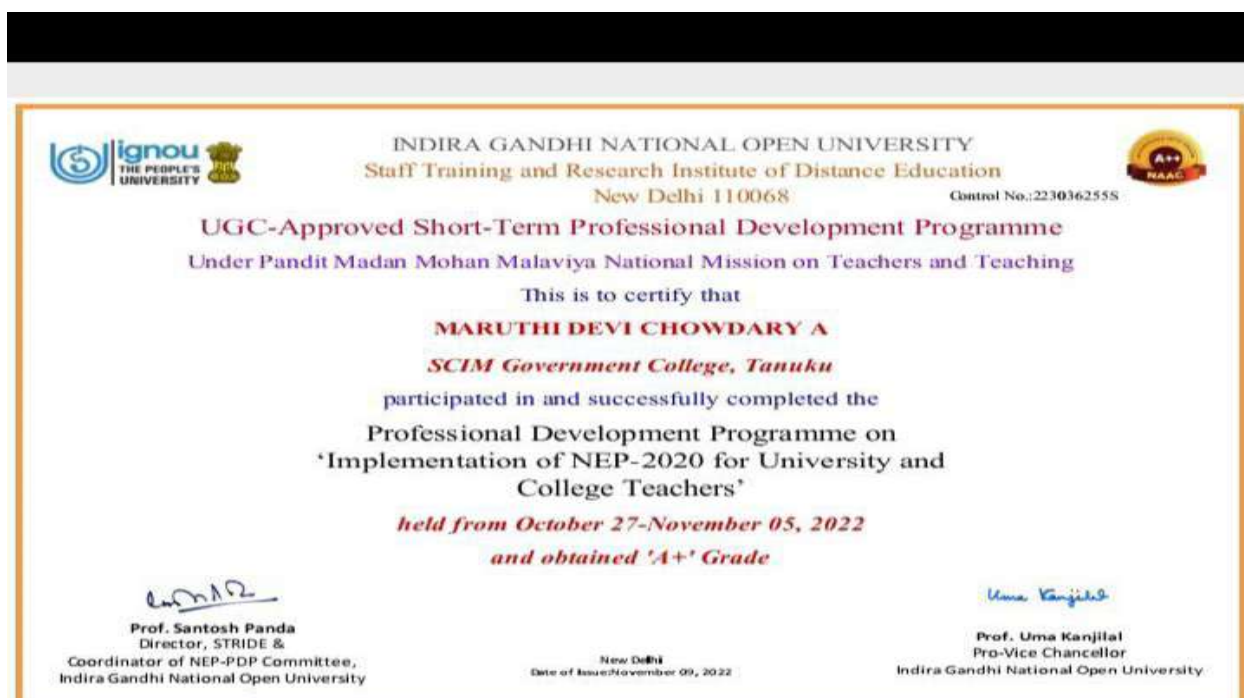 ignou
THE PEOPLE'S
UNIVERSITY
INDIRA GANDHI NATIONAL OPEN UNIVERSITY
Staff Training and Research Institute of Distance Education
New Delhi 110068
A++
NAAC
Control No.:223036255S
UGC-Approved Short-Term Professional Development Programme
Under Pandit Madan Mohan Malaviya National Mission on Teachers and Teaching
This is to certify that
MARUTHI DEVI CHOWDARY A
SCIM Government College, Tanuku
participated in and successfully completed the
Professional Development Programme on
‘Implementation of NEP-2020 for University and
College Teachers’
held from October 27-November 05, 2022
and obtained 'A+' Grade
Prof. Santosh Panda
Director, STRIDE &
Coordinator of NEP-PDP Committee,
Indira Gandhi National Open University
New Delhi
Date of Issue:November 09, 2022
Uma Kanjilal
Prof. Uma Kanjilal
Pro-Vice Chancellor
Indira Gandhi National Open University